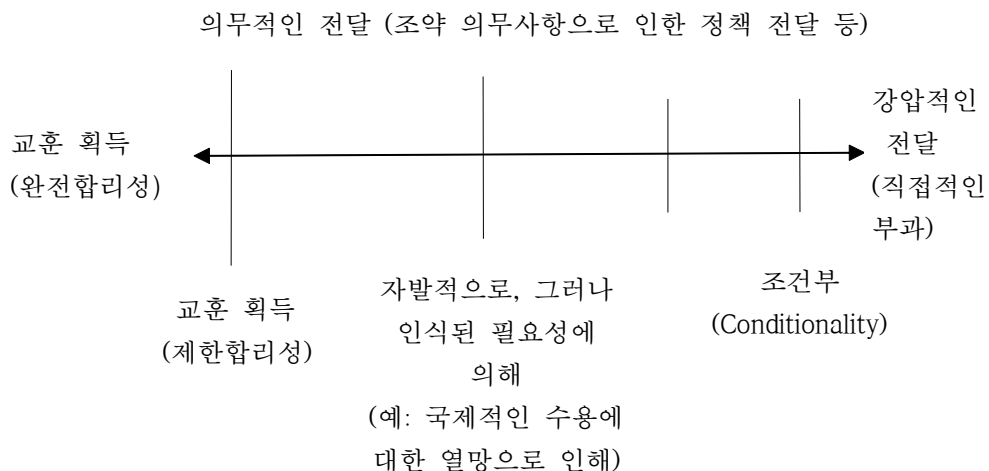 의무적인 전달 (조약 의무사항으로 인한 정책 전달 등)
교훈 획득
(완전합리성)
강압적인
전달
(직접적인
부과)
교훈 획득
(제한합리성)
자발적으로, 그러나
인식된 필요성에
의해
(예: 국제적인 수용에
대한 열망으로 인해)
조건부
(Conditionality)